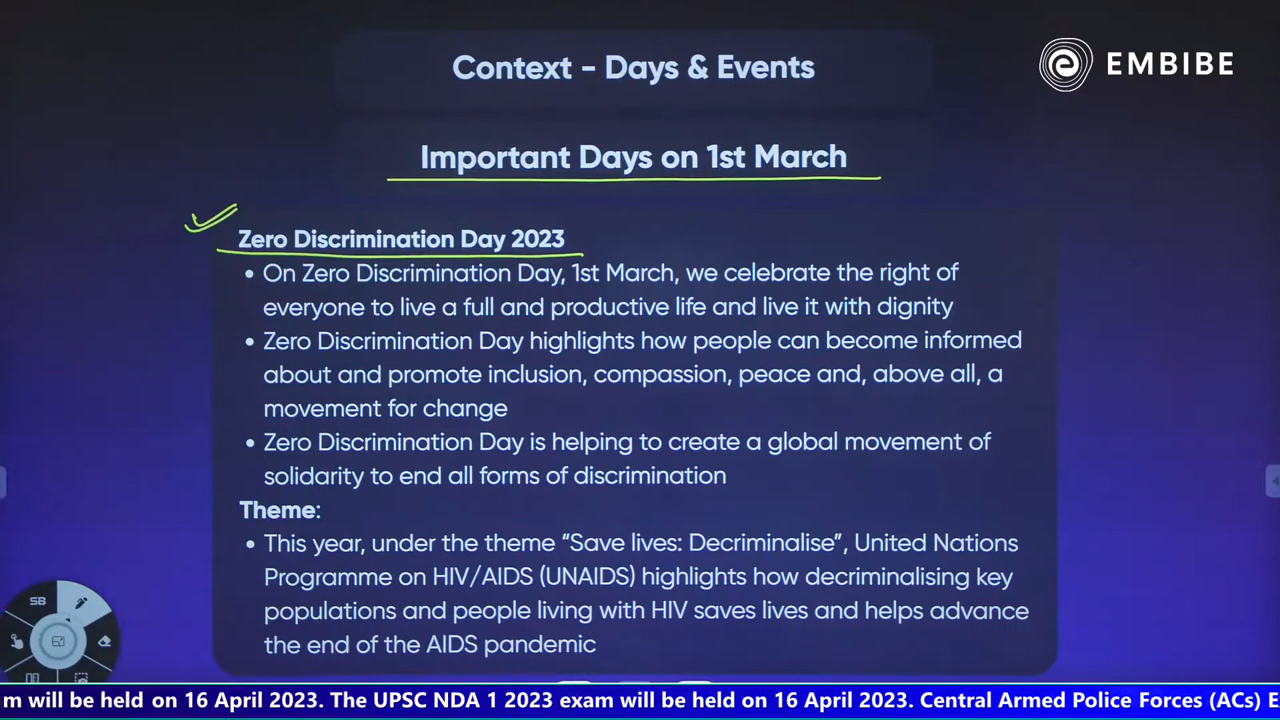 Context - Days & Events
EMBIBE
Important Days on 1st March
Zero Discrimination Day 2023
• On Zero Discrimination Day, 1st March, we celebrate the right of
everyone to live a full and productive life and live it with dignity
• Zero Discrimination Day highlights how people can become informed
about and promote inclusion, compassion, peace and, above all, a
movement for change
• Zero Discrimination Day is helping to create a global movement of
solidarity to end all forms of discrimination
Theme:
• This year, under the theme “Save lives: Decriminalise”, United Nations
Programme on HIV/AIDS (UNAIDS) highlights how decriminalising key
populations and people living with HIV saves lives and helps advance
the end of the AIDS pandemic
SB
m will be held on 16 April 2023. The UPSC NDA 1 2023 exam will be held on 16 April 2023. Central Armed Police Forces (ACs) E